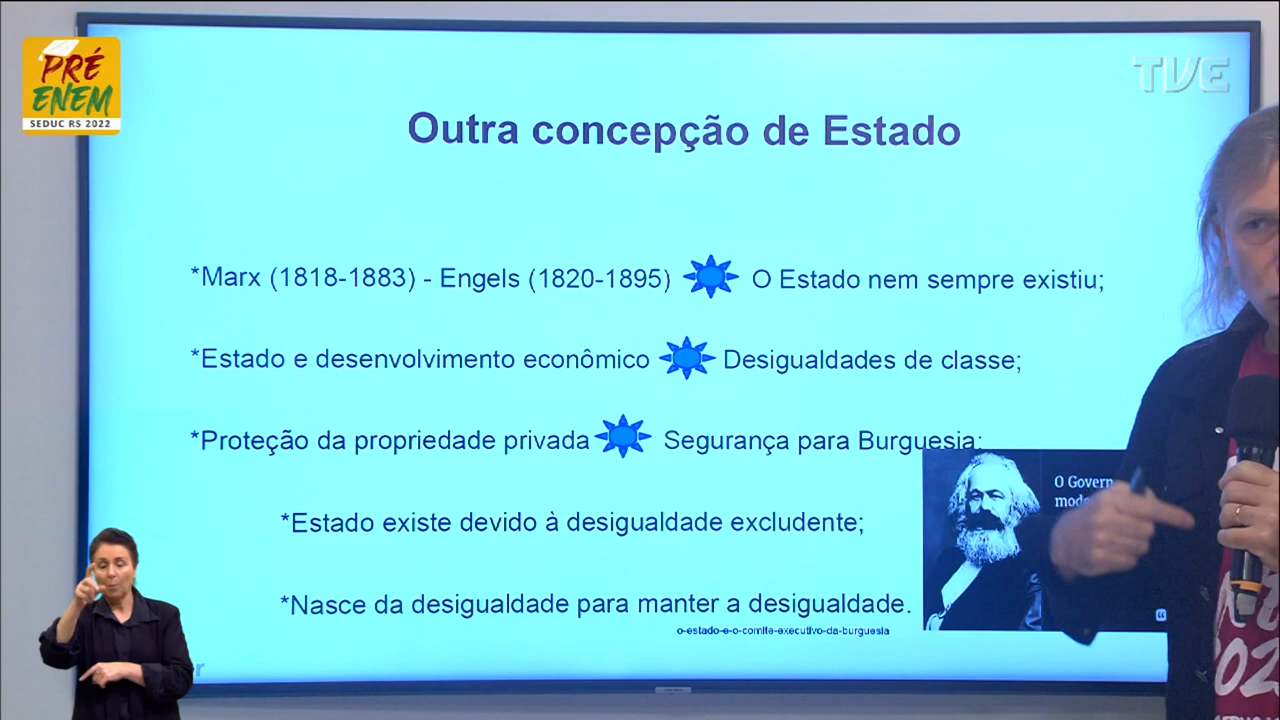 PRÉ
ENEM
SEDUC RS 2022
TVE
Outra concepção de Estado
*Marx (1818-1883) - Engels (1820-1895) O Estado nem sempre existiu;
*Estado e desenvolvimento econômico Desigualdades de classe;
*Proteção da propriedade privada Segurança para Burguesia;
*Estado existe devido à desigualdade excludente;
*Nasce da desigualdade para manter a desigualdade.
O Govern
o-estado-e-o-comite-executivo-da-burguesia